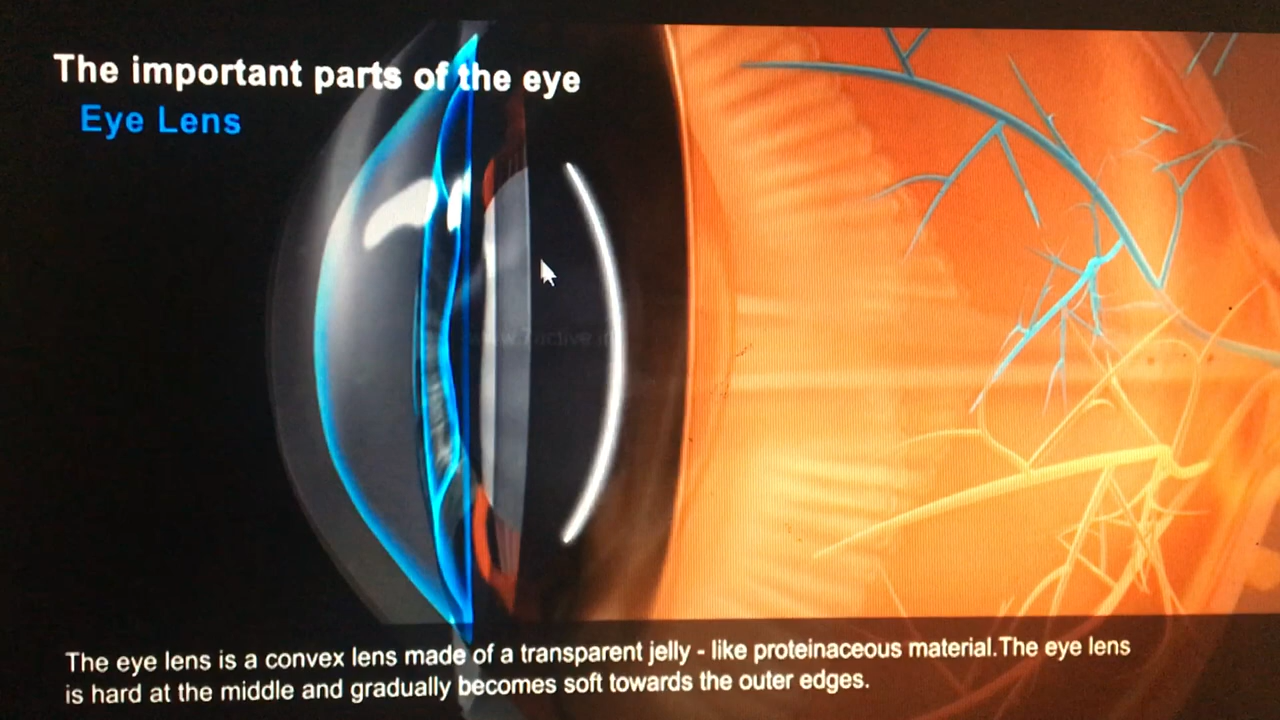 The important parts of the eye
Eye Lens
The eye lens is a convex lens made of a transparent jelly - like proteinaceous material.The eye lens
is hard at the middle and gradually becomes soft towards the outer edges.